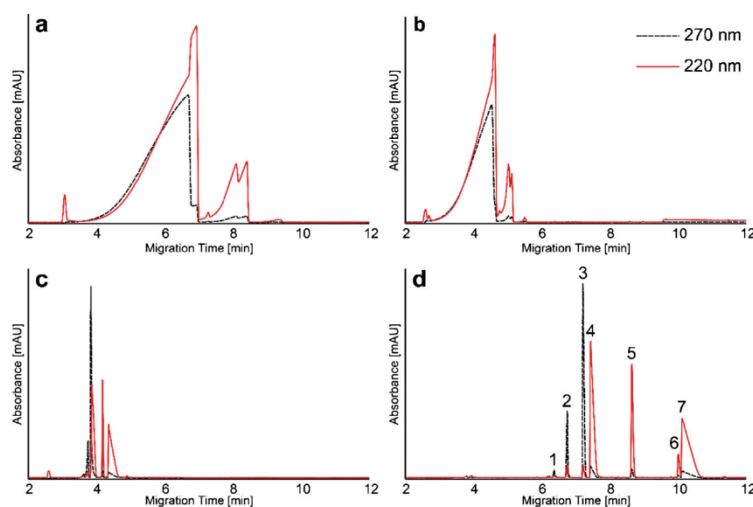 a
b
270 nm
220 nm
Absorbance [mAU]
Absorbance [mAU]
2 4 6 8 10 12
2 4 6 8 10 12
Migration Time [min]
Migration Time [min]
c
d
1
2
3
4
5
6
7
Absorbance [mAU]
Absorbance [mAU]
2 4 6 8 10 12
2 4 6 8 10 12
Migration Time [min]
Migration Time [min]